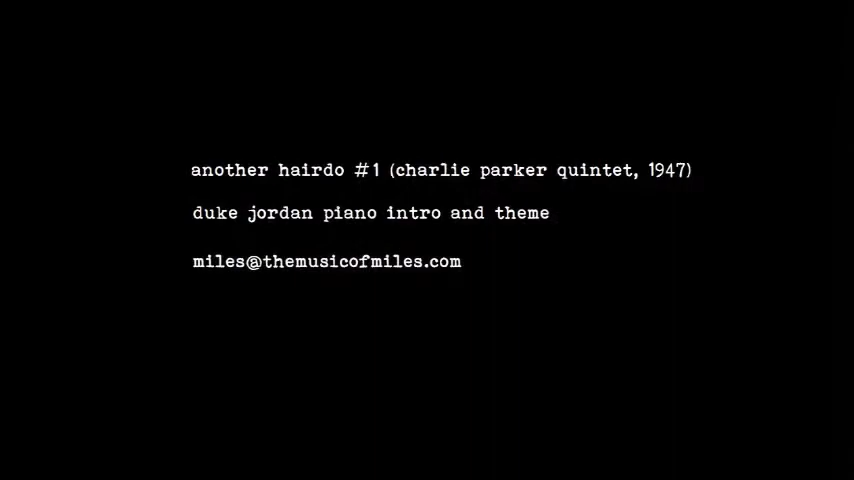 another hairdo #1 (charlie parker quintet, 1947)
duke jordan piano intro and theme
miles@themusicofmiles.com